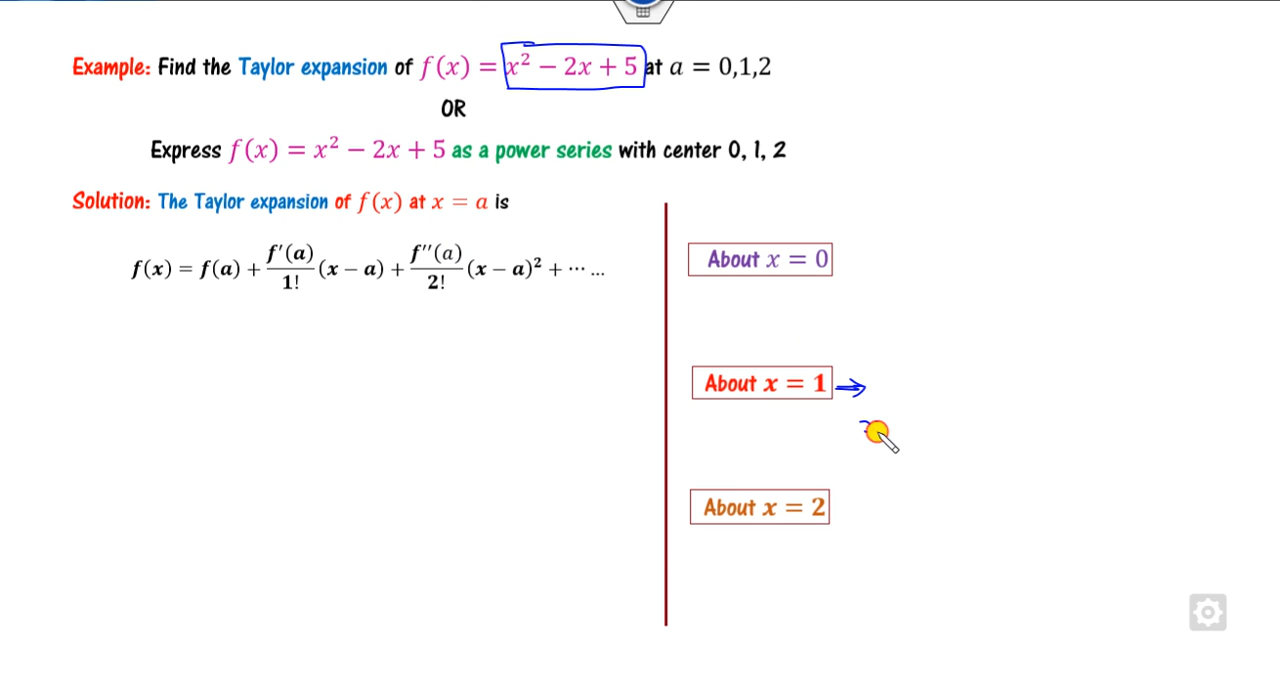 Example: Find the Taylor expansion of f(x) = x² − 2x + 5 at a = 0,1,2
OR
Express f(x) = x² − 2x + 5 as a power series with center 0, 1, 2
Solution: The Taylor expansion of f(x) at x = a is
f(x) = f(a) + f′(a)/1! (x − a) + f′′(a)/2! (x − a)² + ⋯ ...
About x = 0
About x = 1 →
About x = 2